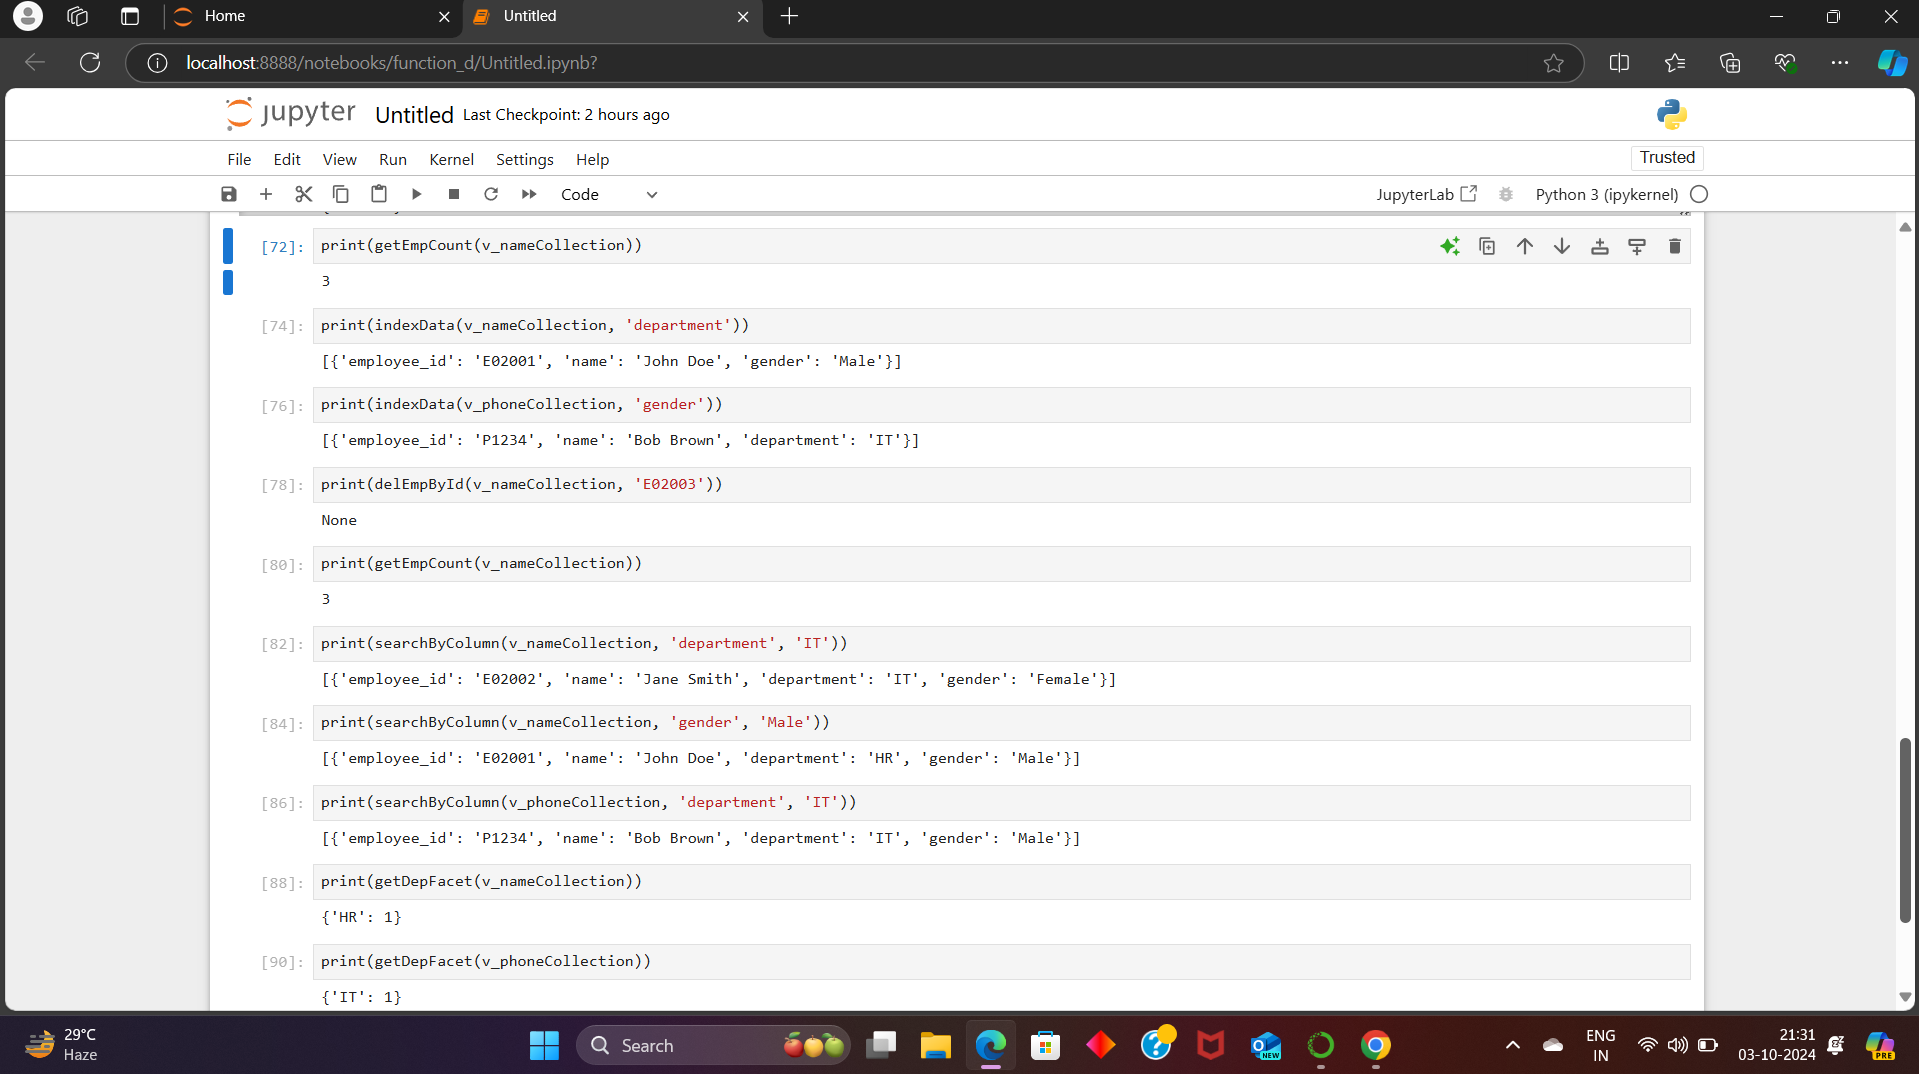 Home
Untitled
localhost:8888/notebooks/function_d/Untitled.ipynb?
jupyter Untitled Last Checkpoint: 2 hours ago
File Edit View Run Kernel Settings Help
Trusted
Code
JupyterLab
Python 3 (ipykernel)
[72]: print(getEmpCount(v_nameCollection))
3
[74]: print(indexData(v_nameCollection, 'department'))
[{'employee_id': 'E02001', 'name': 'John Doe', 'gender': 'Male'}]
[76]: print(indexData(v_phoneCollection, 'gender'))
[{'employee_id': 'P1234', 'name': 'Bob Brown', 'department': 'IT'}]
[78]: print(delEmpById(v_nameCollection, 'E02003'))
None
[80]: print(getEmpCount(v_nameCollection))
3
[82]: print(searchByColumn(v_nameCollection, 'department', 'IT'))
[{'employee_id': 'E02002', 'name': 'Jane Smith', 'department': 'IT', 'gender': 'Female'}]
[84]: print(searchByColumn(v_nameCollection, 'gender', 'Male'))
[{'employee_id': 'E02001', 'name': 'John Doe', 'department': 'HR', 'gender': 'Male'}]
[86]: print(searchByColumn(v_phoneCollection, 'department', 'IT'))
[{'employee_id': 'P1234', 'name': 'Bob Brown', 'department': 'IT', 'gender': 'Male'}]
[88]: print(getDepFacet(v_nameCollection))
{'HR': 1}
[90]: print(getDepFacet(v_phoneCollection))
{'IT': 1}
29°C
Haze
Search
NEW
ENG
IN
21:31
03-10-2024
PRE